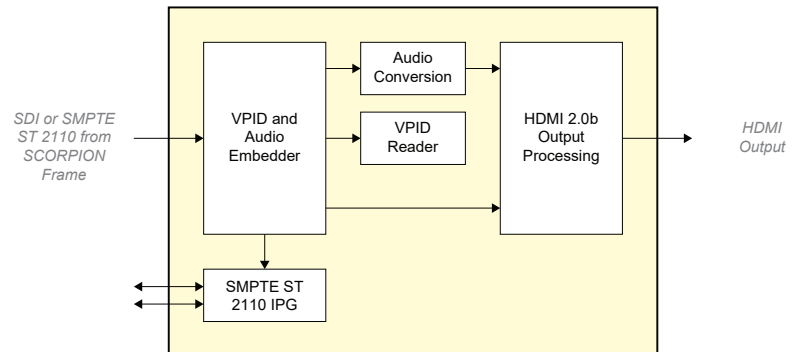 SDI or SMPTE
ST 2110 from
SCORPION
Frame
VPID and
Audio
Embedder
Audio
Conversion
VPID
Reader
HDMI 2.0b
Output
Processing
HDMI
Output
SMPTE ST
2110 IPG